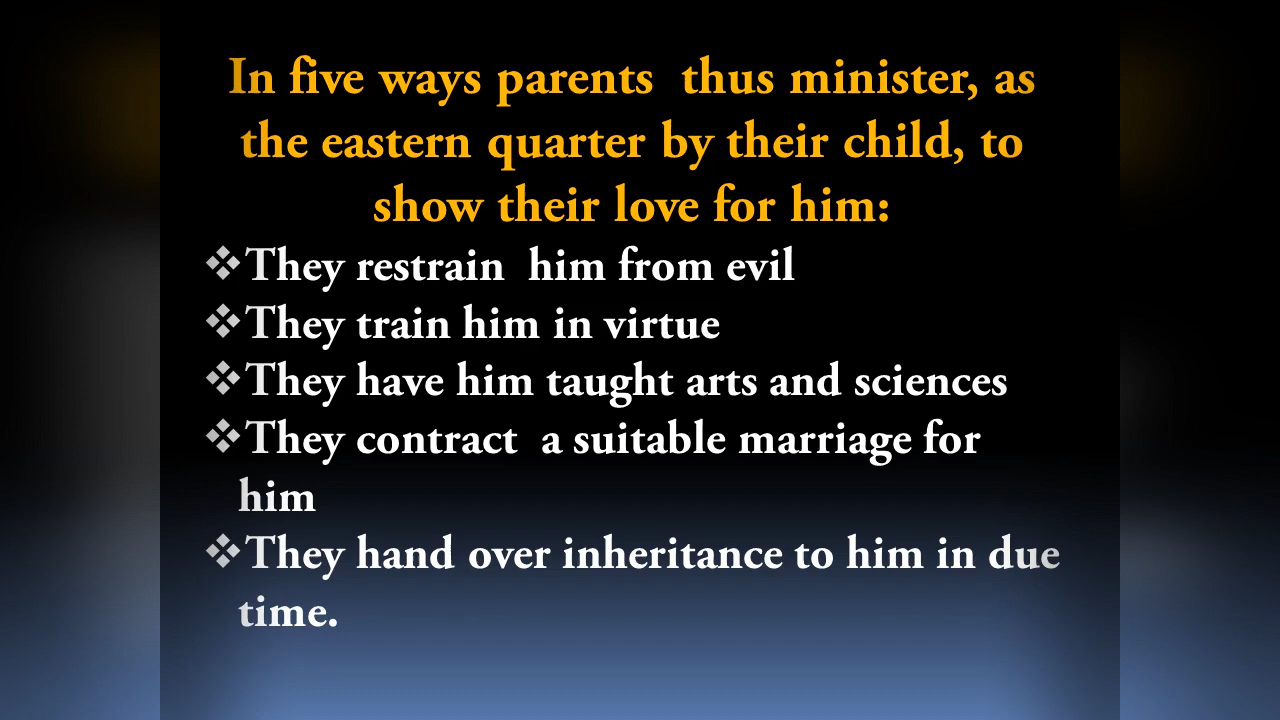 In five ways parents  thus minister, as
the eastern quarter by their child, to
show their love for him:
❖They restrain  him from evil
❖They train him in virtue
❖They have him taught arts and sciences
❖They contract  a suitable marriage for
him
❖They hand over inheritance to him in due
time.